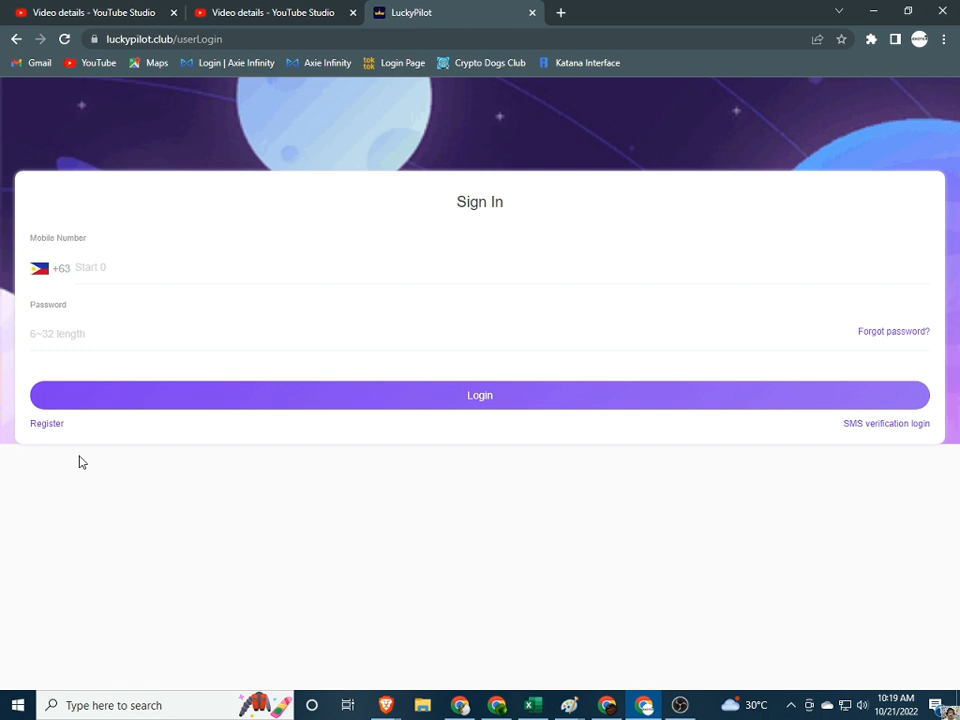 Video details - YouTube Studio
Video details - YouTube Studio
LuckyPilot
luckypilot.club/userLogin
Gmail
YouTube
Maps
Login | Axie Infinity
Axie Infinity
tok tok
Login Page
Crypto Dogs Club
Katana Interface
Sign In
Mobile Number
+63
Start 0
Password
6~32 length
Forgot password?
Login
Register
SMS verification login
Type here to search
30°C
10:19 AM
10/21/2022